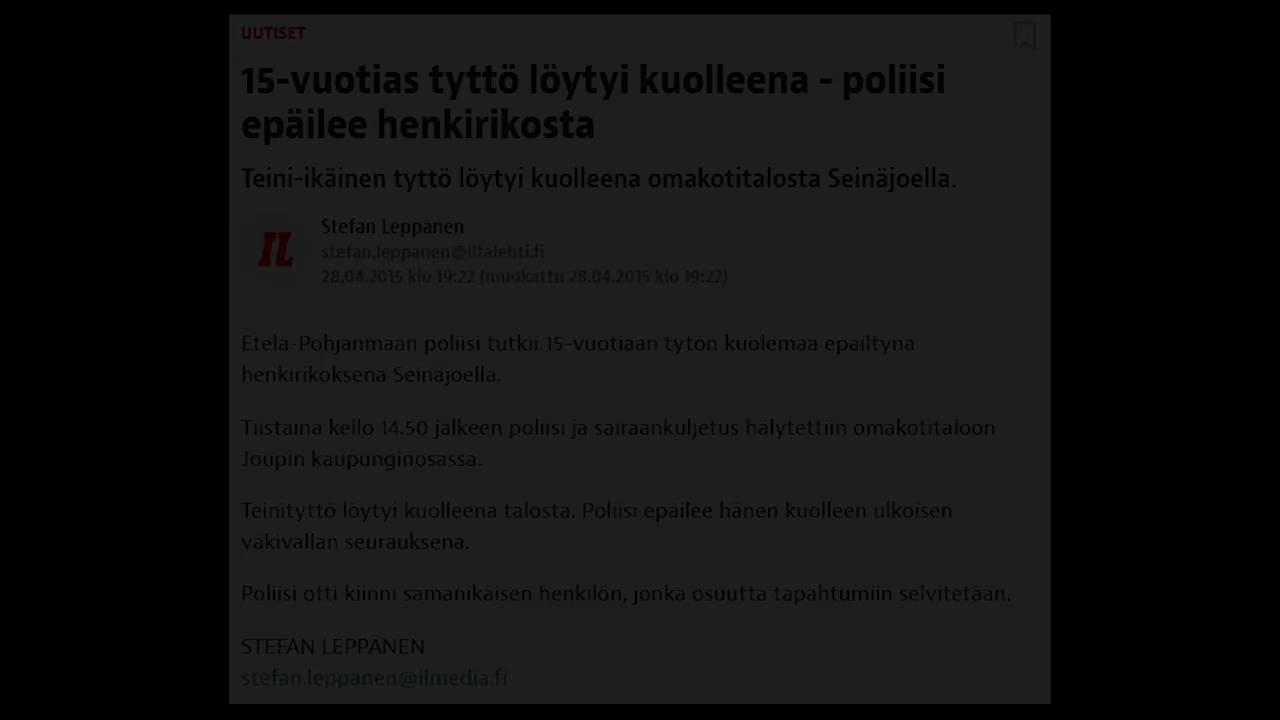 UUTISET
15-vuotias tyttö löytyi kuolleena - poliisi
epäilee henkirikosta
Teini-ikäinen tyttö löytyi kuolleena omakotitalosta Seinäjoella.
IL
Stefan Leppänen
stefan.leppanen@iltalehti.fi
28.04.2015 klo 19:22 (muokattu 28.04.2015 klo 19:22)
Etelä-Pohjanmaan poliisi tutkii 15-vuotiaan tytön kuolemaa epäiltynä
henkirikoksena Seinäjoella.
Tiistaina kello 14.50 jälkeen poliisi ja sairaankuljetus hälytettiin omakotitaloon
Joupin kaupunginosassa.
Teinityttö löytyi kuolleena talosta. Poliisi epäilee hänen kuolleen ulkoisen
väkivallan seurauksena.
Poliisi otti kiinni samanikäisen henkilön, jonka osuutta tapahtumiin selvitetään.
STEFAN LEPPÄNEN
stefan.leppanen@ilmedia.fi